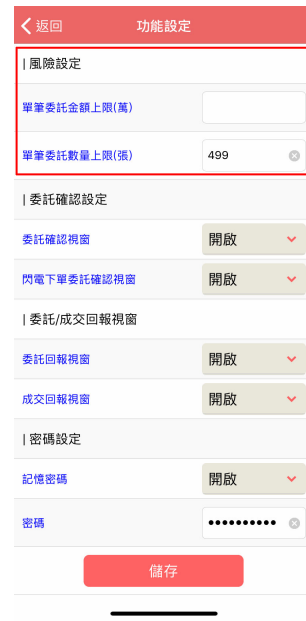 返回 功能設定
|風險設定
單筆委託金額上限(萬)
單筆委託數量上限(張) 499
|委託確認設定
委託確認視窗 開啟
閃電下單委託確認視窗 開啟
|委託/成交回報視窗
委託回報視窗 開啟
成交回報視窗 開啟
|密碼設定
記憶密碼 開啟
密碼 ••••••••••
儲存